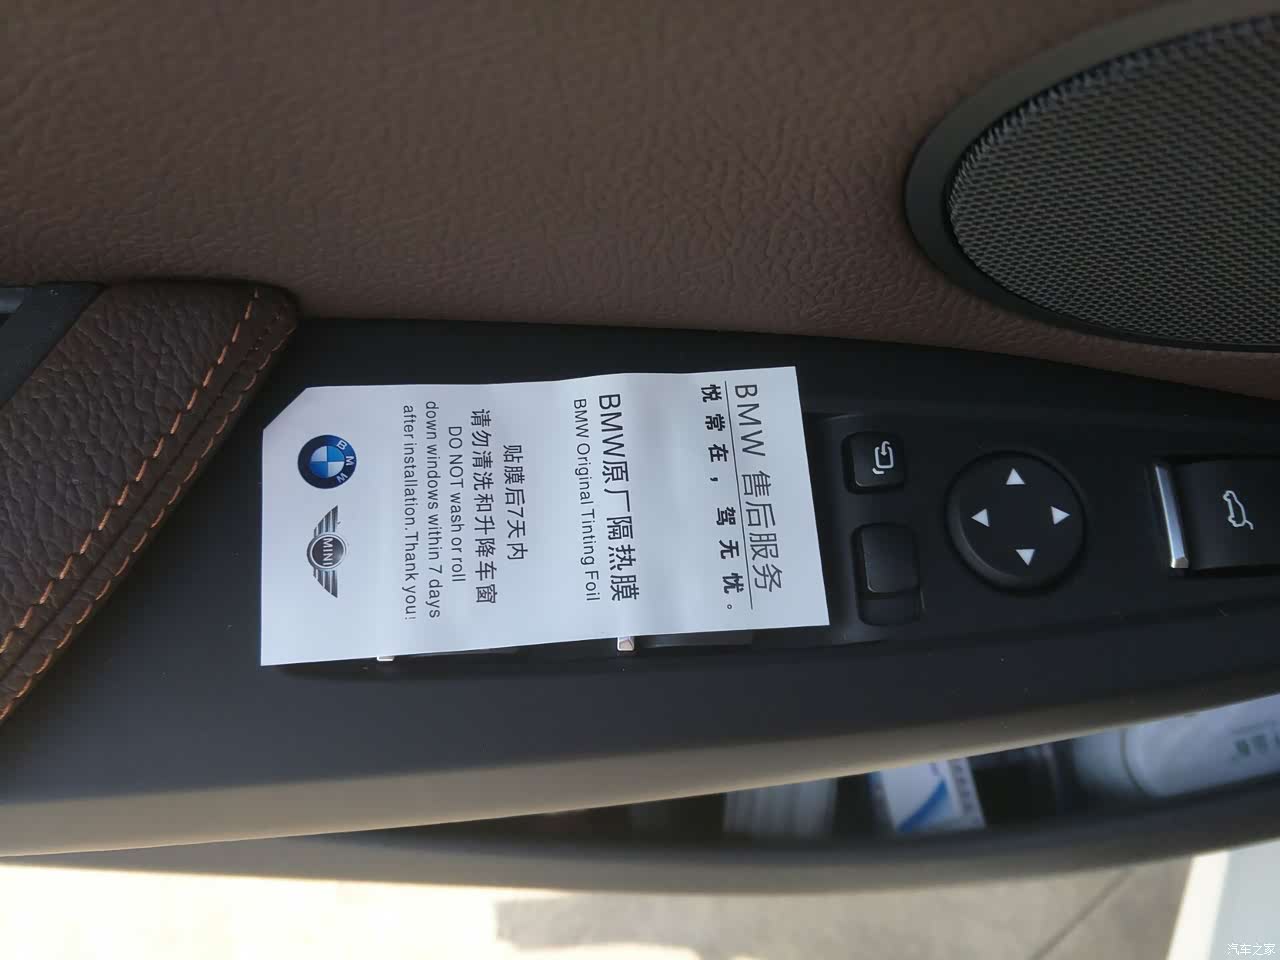 BMW 售后服务
悦常在，驾无忧。
BMW原厂隔热膜
BMW Original Tinting Foil
贴膜后7天内
请勿清洗和升降车窗
DO NOT wash or roll
down windows within 7 days
after installation. Thank you!
BMW
MINI
汽车之家